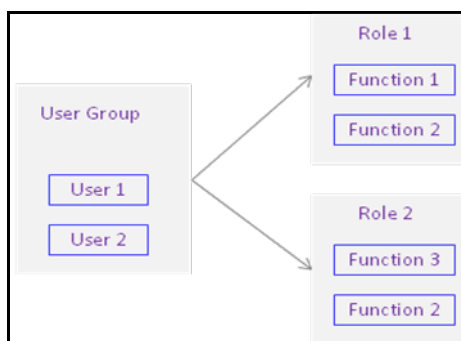 User Group
User 1
User 2
Role 1
Function 1
Function 2
Role 2
Function 3
Function 2